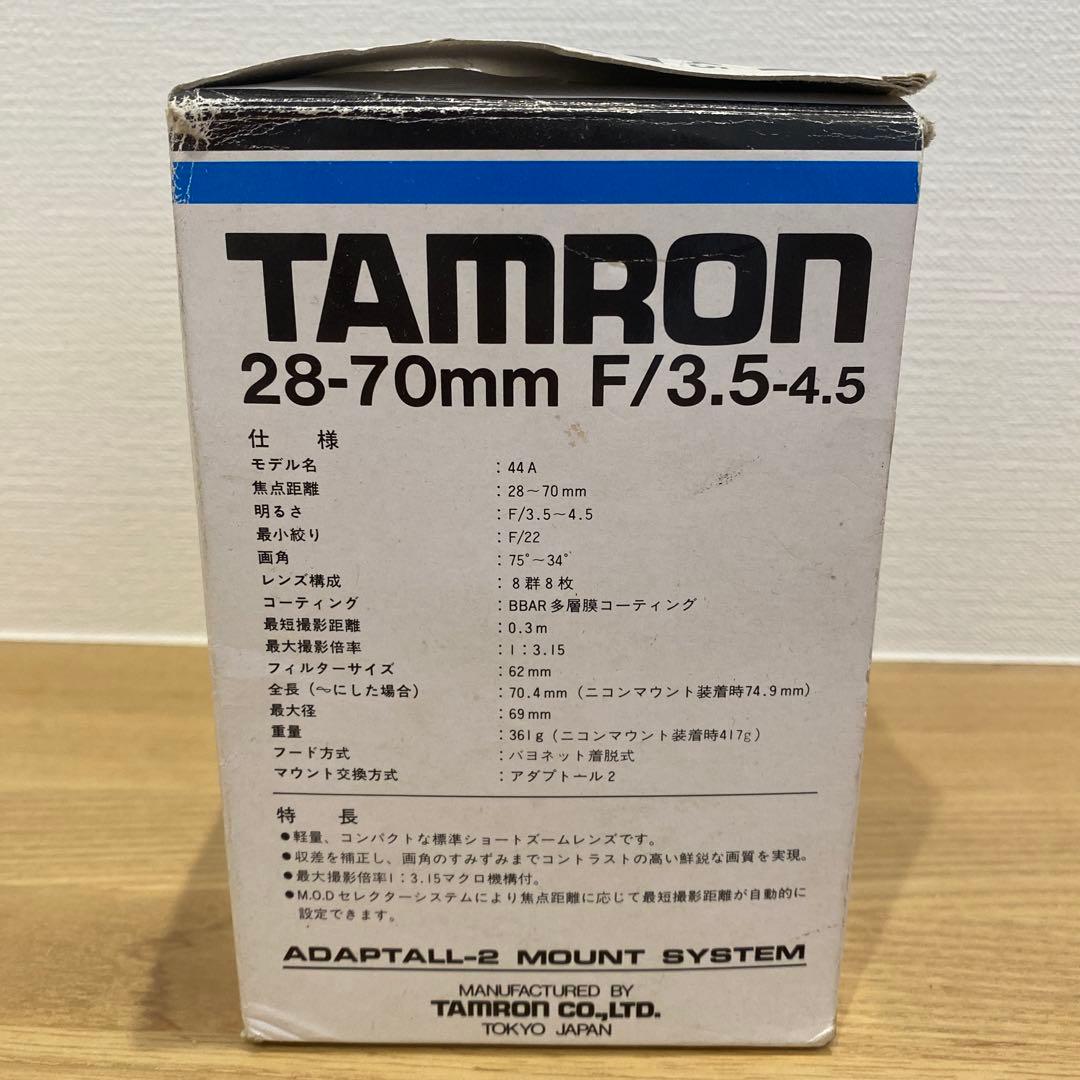 TAMRON
28-70mm F/3.5-4.5
仕様
モデル名 : 44A
焦点距離 : 28～70mm
明るさ : F/3.5～4.5
最小絞り : F/22
画角 : 75°～34°
レンズ構成 : 8群8枚
コーティング : BBAR多層膜コーティング
最短撮影距離 : 0.3m
最大撮影倍率 : 1:3.15
フィルターサイズ : 62mm
全長(∞にした場合) : 70.4mm(ニコンマウント装着時74.9mm)
最大径 : 69mm
重量 : 361g(ニコンマウント装着時417g)
フード方式 : バヨネット着脱式
マウント交換方式 : アダプトール2
特長
●軽量、コンパクトな標準ショートズームレンズです。
●収差を補正し、画角のすみずみまでコントラストの高い鮮鋭な画質を実現。
●最大撮影倍率1:3.15マクロ機構付。
●M.O.Dセレクターシステムにより焦点距離に応じて最短撮影距離が自動的に
設定できます。
ADAPTALL-2 MOUNT SYSTEM
MANUFACTURED BY
TAMRON CO.,LTD.
TOKYO JAPAN